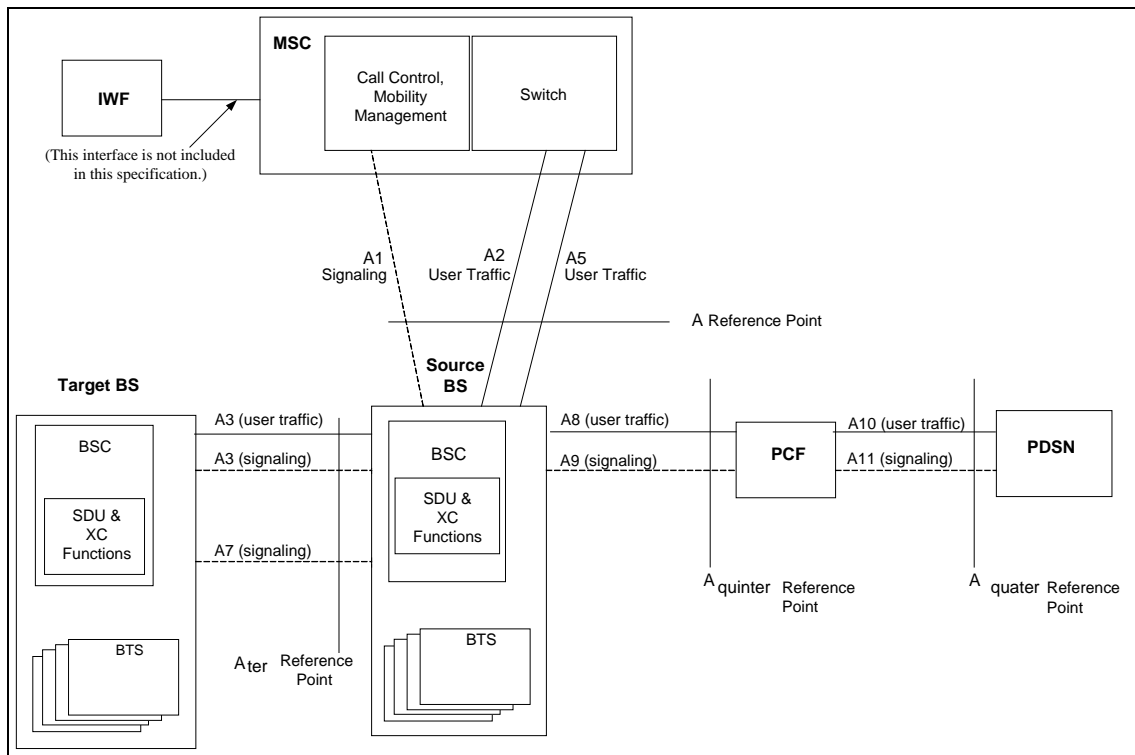 MSC
Call Control,
Mobility
Management
Switch
IWF
(This interface is not included
in this specification.)
A1
Signaling
A2
User Traffic
A5
User Traffic
A Reference Point
Target BS
Source
BS
BSC
SDU &
XC
Functions
BTS
A3 (user traffic)
A3 (signaling)
A7 (signaling)
Ater Reference
Point
BSC
SDU &
XC
Functions
BTS
A8 (user traffic)
A9 (signaling)
PCF
A quinter Reference
Point
A10 (user traffic)
A11 (signaling)
PDSN
A quater Reference
Point